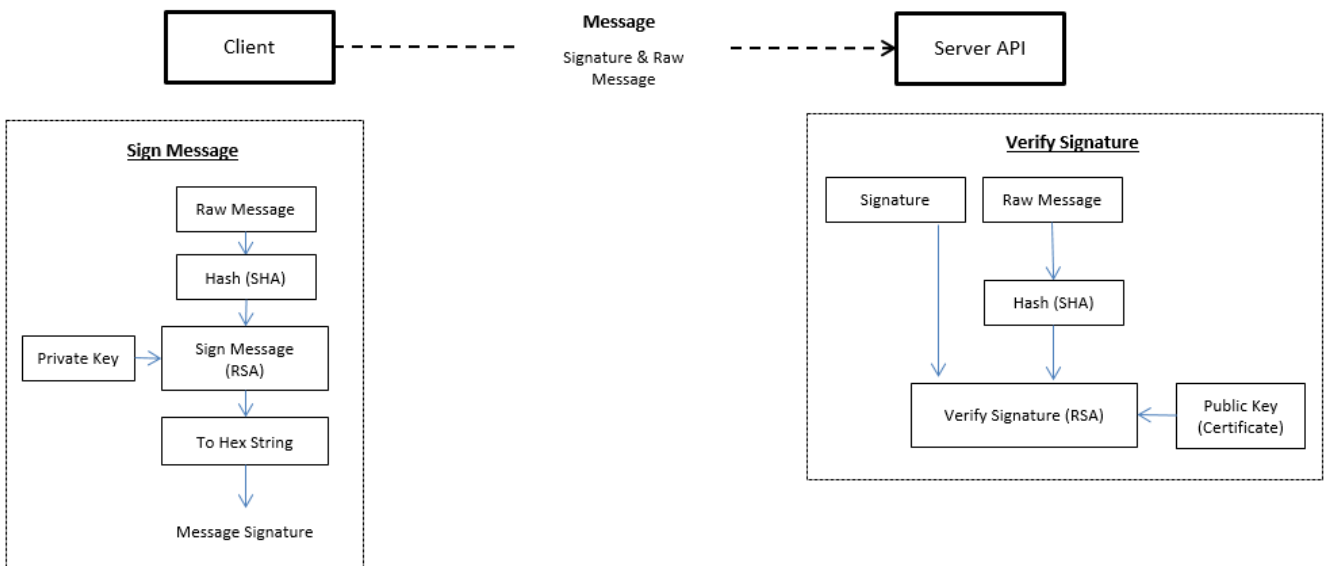 Client
Message
Signature & Raw
Message
Server API
Sign Message
Raw Message
Hash (SHA)
Private Key
Sign Message
(RSA)
To Hex String
Message Signature
Verify Signature
Signature
Raw Message
Hash (SHA)
Verify Signature (RSA)
Public Key
(Certificate)